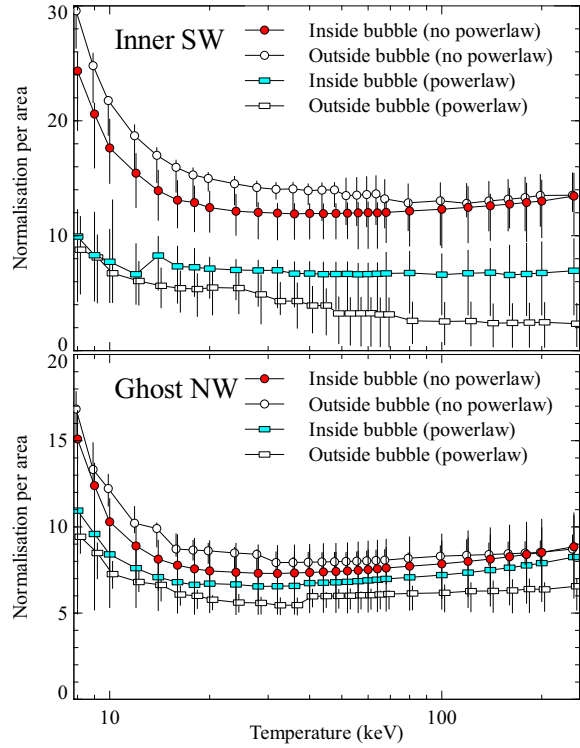 30
Inner SW
Inside bubble (no powerlaw)
Outside bubble (no powerlaw)
Inside bubble (powerlaw)
Outside bubble (powerlaw)
20
10
0
Normalisation per area
20
Ghost NW
Inside bubble (no powerlaw)
Outside bubble (no powerlaw)
Inside bubble (powerlaw)
Outside bubble (powerlaw)
15
10
5
0
Normalisation per area
10
100
Temperature (keV)